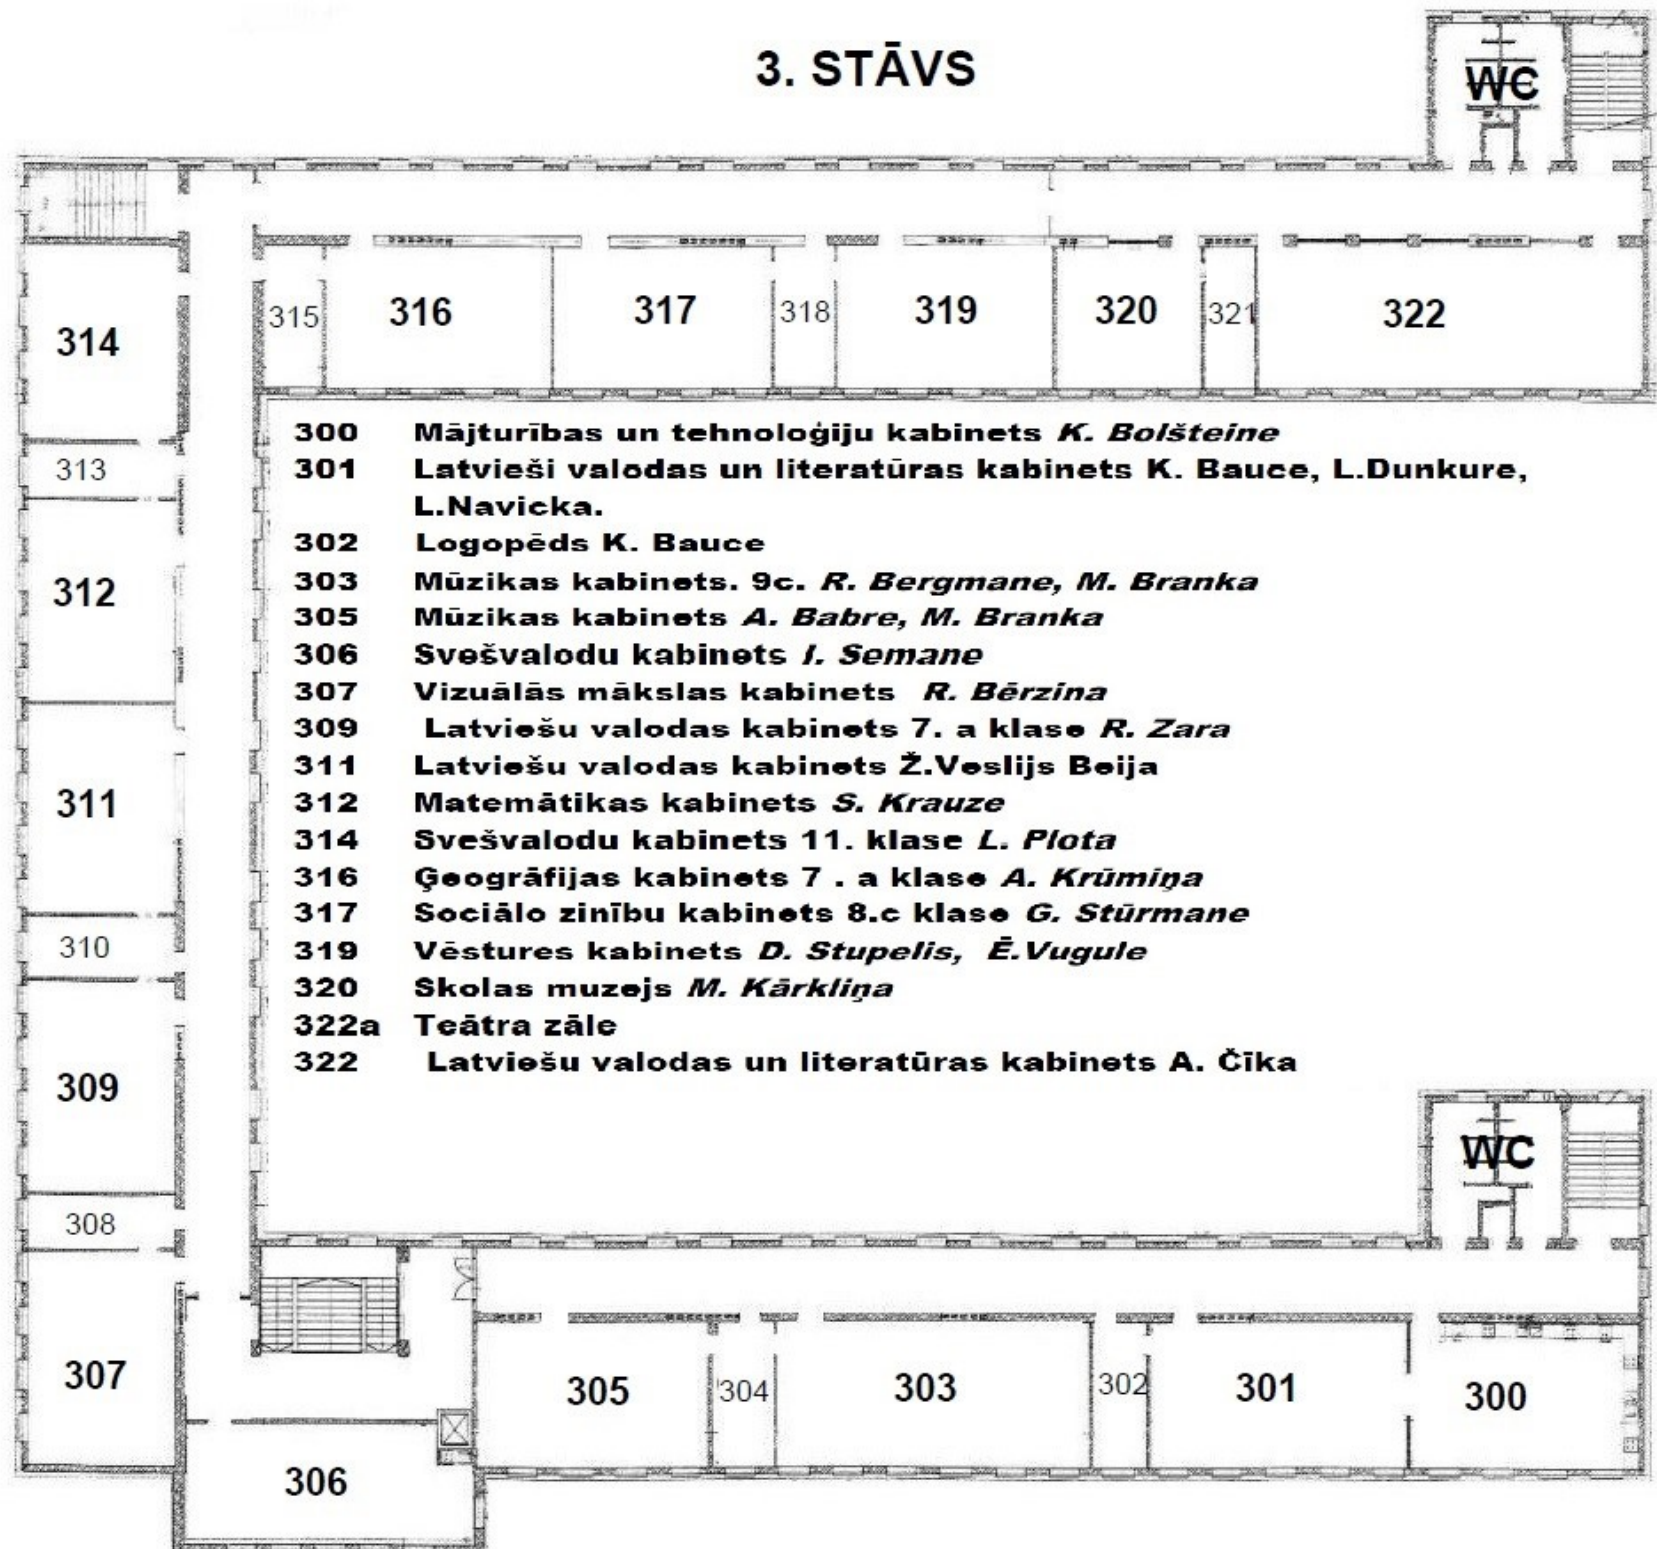 3. STĀVS
WC
314
315
316
317
318
319
320
321
322
313
312
311
310
309
308
307
300 Mājturības un tehnoloģiju kabinets K. Bolšteine
301 Latvieši valodas un literatūras kabinets K. Bauce, L.Dunkure,
L.Navicka.
302 Logopēds K. Bauce
303 Mūzikas kabinets. 9c. R. Bergmane, M. Branka
305 Mūzikas kabinets A. Babre, M. Branka
306 Svešvalodu kabinets I. Semane
307 Vizuālās mākslas kabinets R. Bērzina
309 Latviešu valodas kabinets 7. a klase R. Zara
311 Latviešu valodas kabinets Ž.Veslijs Beija
312 Matemātikas kabinets S. Krauze
314 Svešvalodu kabinets 11. klase L. Plota
316 Ģeogrāfijas kabinets 7 . a klase A. Krūmiņa
317 Sociālo zinību kabinets 8.c klase G. Stūrmane
319 Vēstures kabinets D. Stupelis, Ē.Vugule
320 Skolas muzejs M. Kārkliņa
322a Teātra zāle
322 Latviešu valodas un literatūras kabinets A. Čīka
WC
305
304
303
302
301
300
306